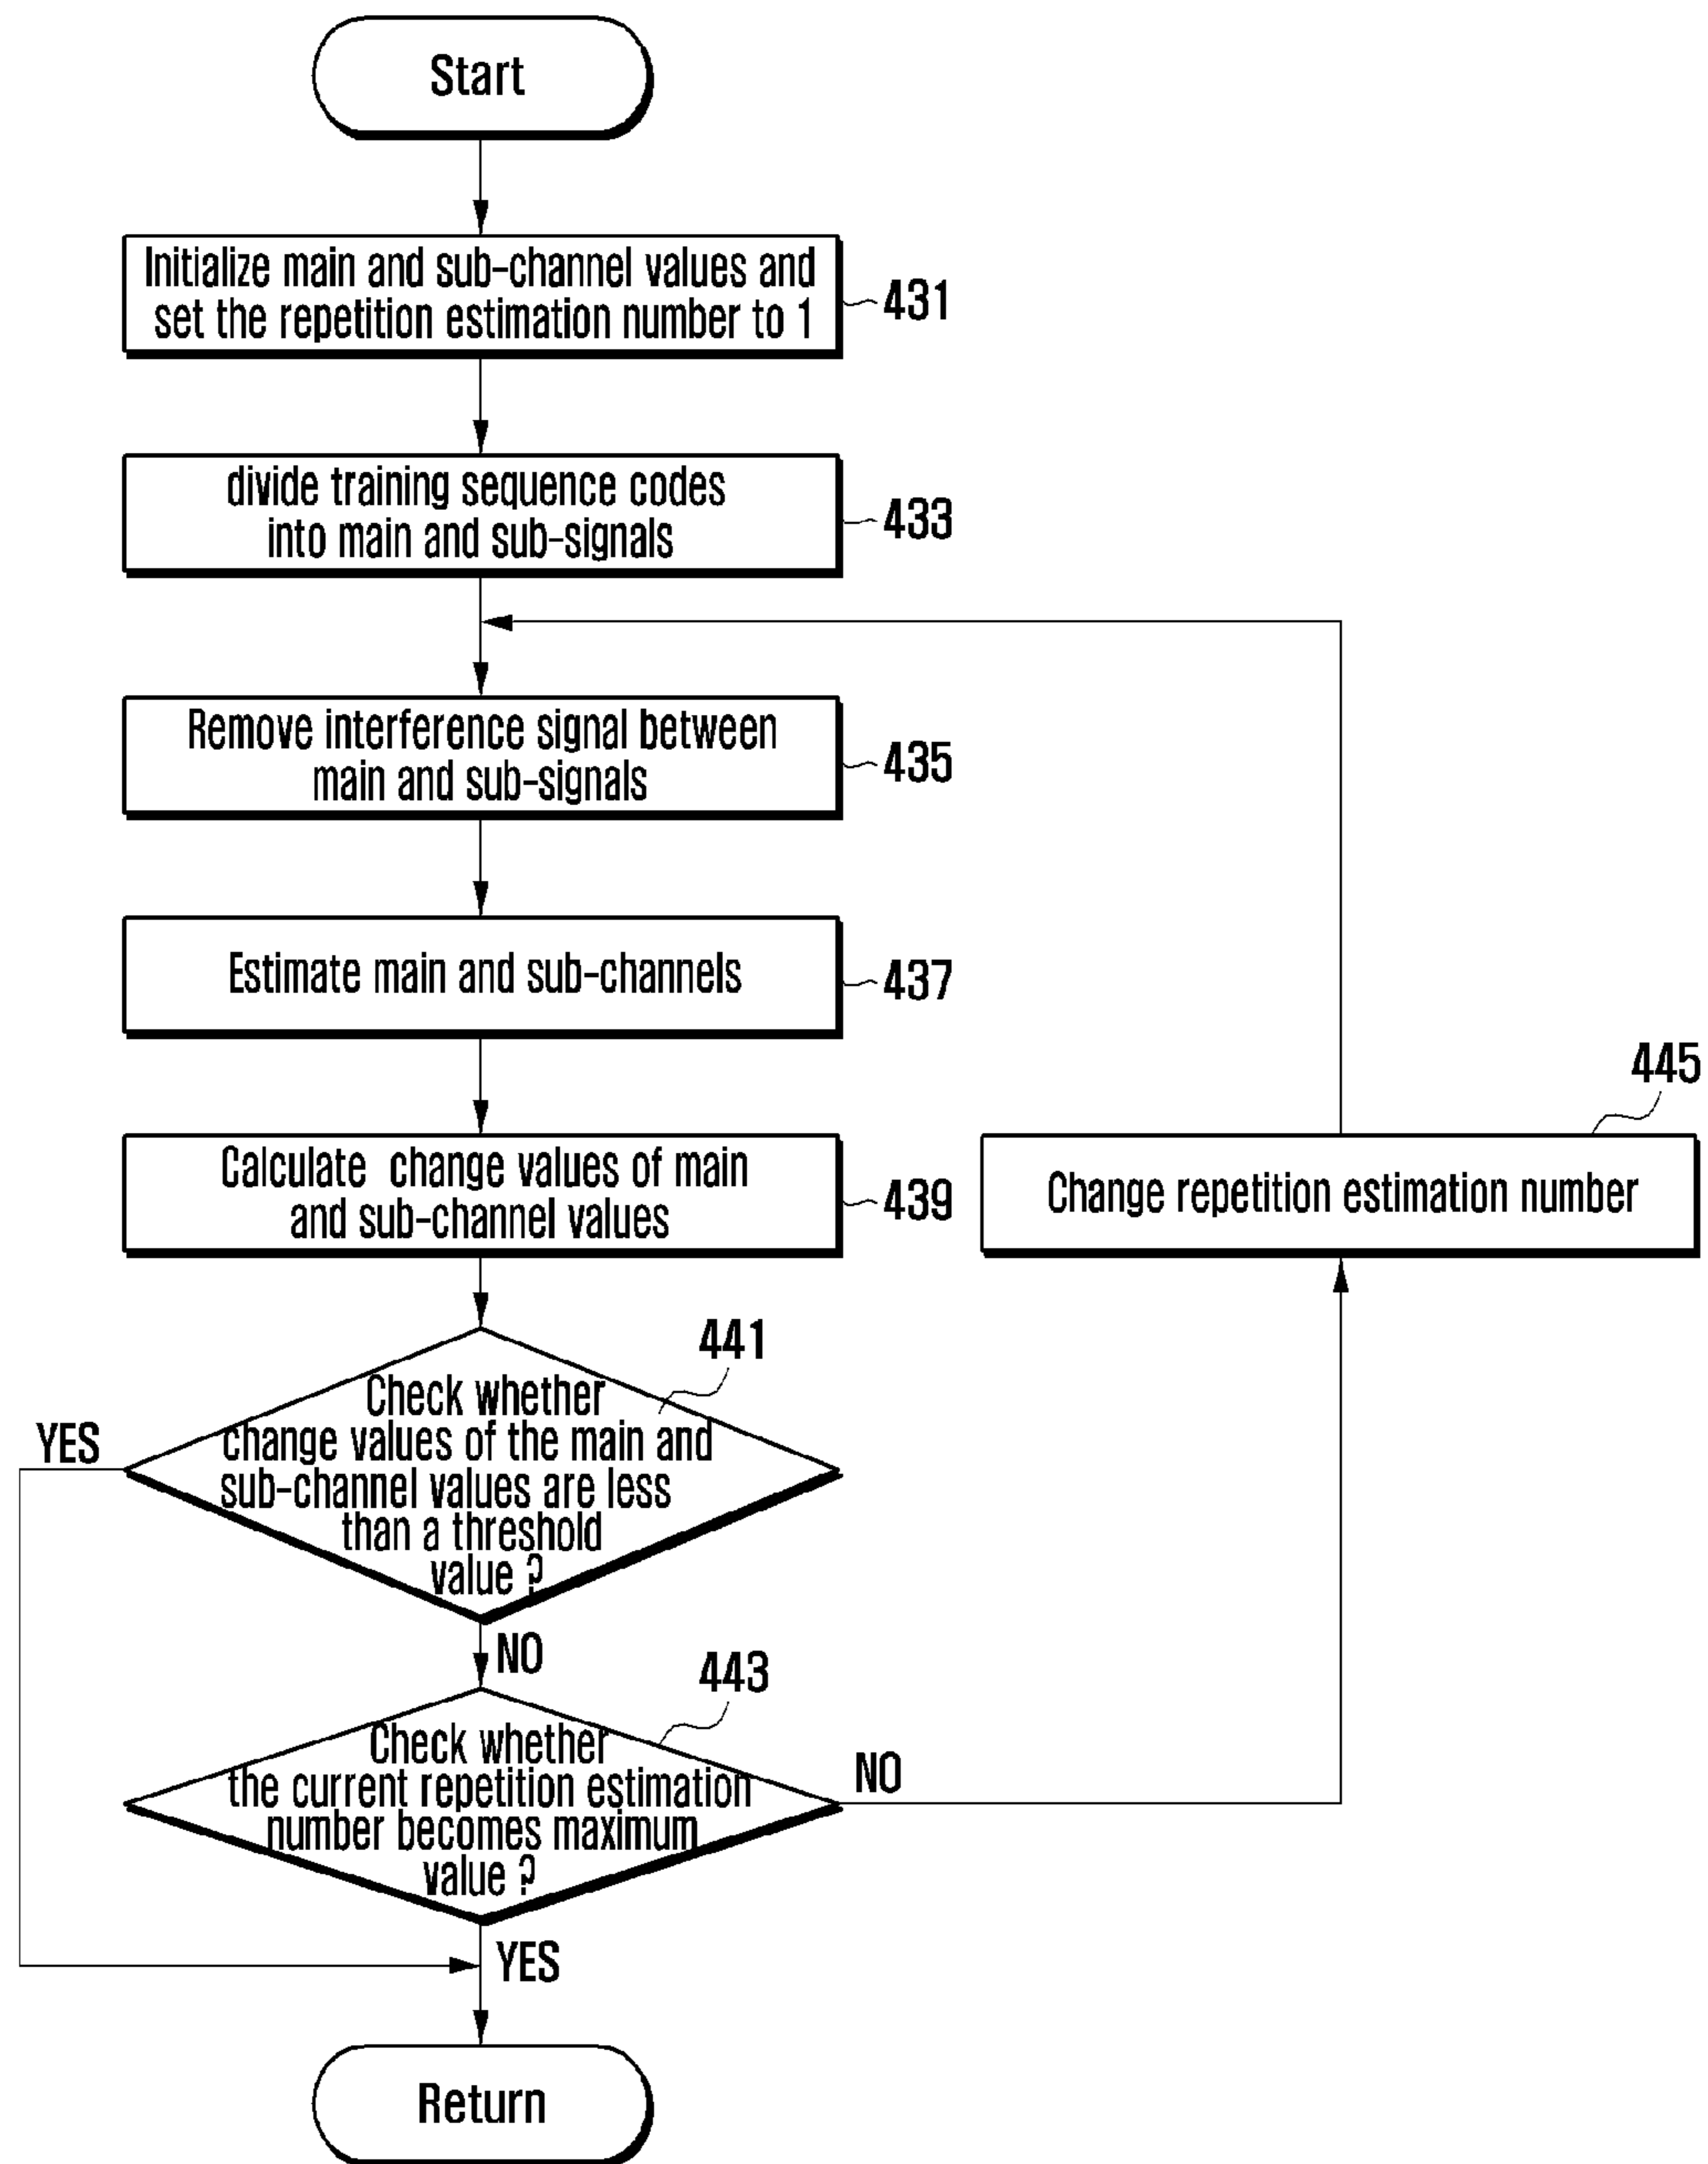 Start
Initialize main and sub-channel values and
set the repetition estimation number to 1
431
divide training sequence codes
into main and sub-signals
433
Remove interference signal between
main and sub-signals
435
Estimate main and sub-channels
437
445
Calculate change values of main
and sub-channel values
439
Change repetition estimation number
441
Check whether
change values of the main and
sub-channel values are less
than a threshold
value ?
YES
NO
443
Check whether
the current repetition estimation
number becomes maximum
value ?
NO
YES
Return